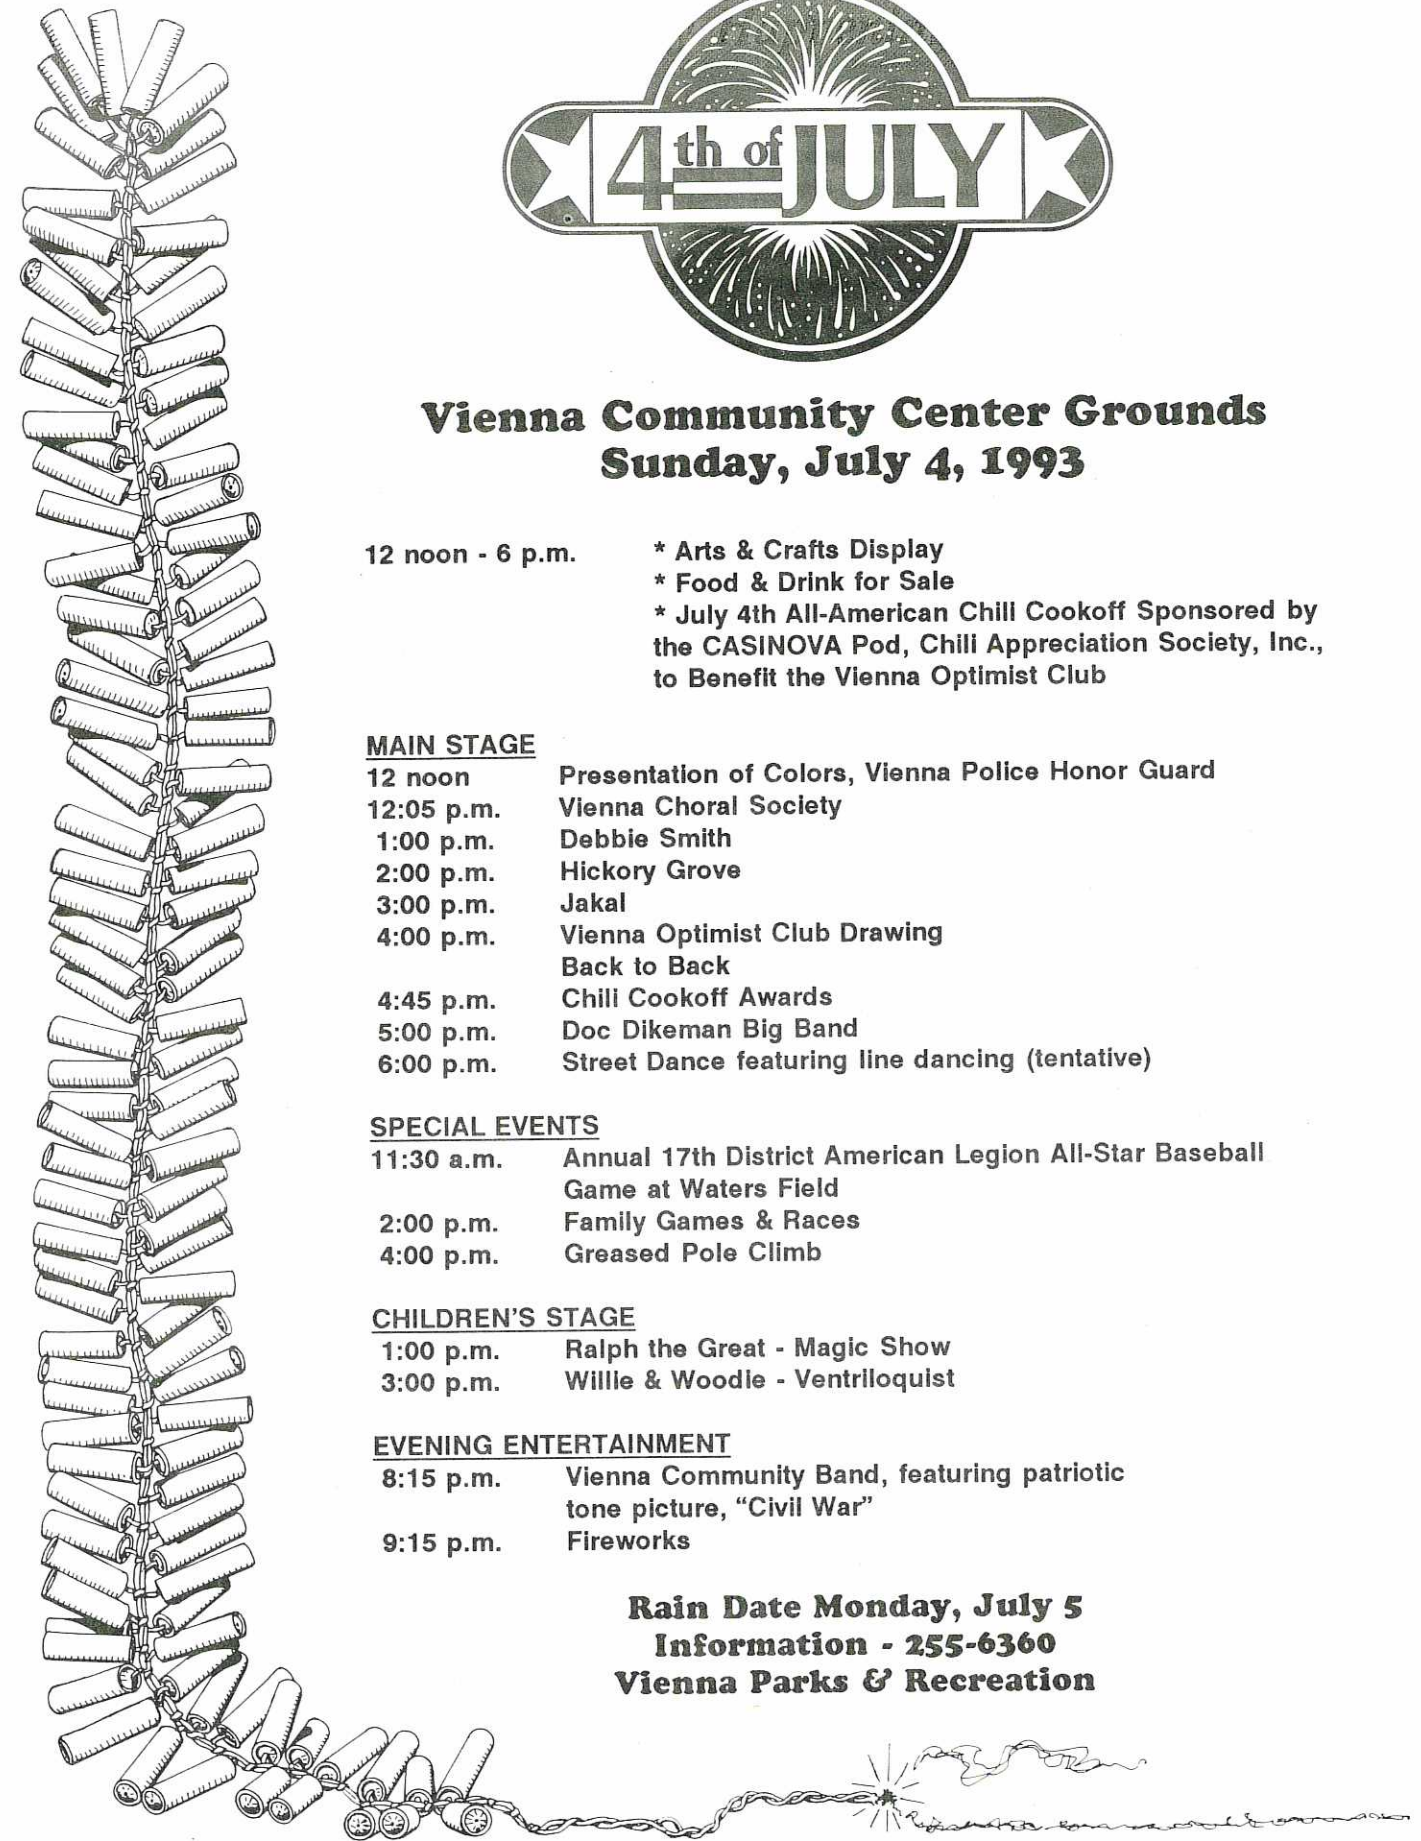 4th of JULY
Vienna Community Center Grounds
Sunday, July 4, 1993
12 noon - 6 p.m. * Arts & Crafts Display
* Food & Drink for Sale
* July 4th All-American Chili Cookoff Sponsored by
the CASINOVA Pod, Chili Appreciation Society, Inc.,
to Benefit the Vienna Optimist Club
MAIN STAGE
12 noon Presentation of Colors, Vienna Police Honor Guard
12:05 p.m. Vienna Choral Society
1:00 p.m. Debbie Smith
2:00 p.m. Hickory Grove
3:00 p.m. Jakal
4:00 p.m. Vienna Optimist Club Drawing
Back to Back
4:45 p.m. Chili Cookoff Awards
5:00 p.m. Doc Dikeman Big Band
6:00 p.m. Street Dance featuring line dancing (tentative)
SPECIAL EVENTS
11:30 a.m. Annual 17th District American Legion All-Star Baseball
Game at Waters Field
2:00 p.m. Family Games & Races
4:00 p.m. Greased Pole Climb
CHILDREN'S STAGE
1:00 p.m. Ralph the Great - Magic Show
3:00 p.m. Willie & Woodie - Ventriloquist
EVENING ENTERTAINMENT
8:15 p.m. Vienna Community Band, featuring patriotic
tone picture, “Civil War”
9:15 p.m. Fireworks
Rain Date Monday, July 5
Information - 255-6360
Vienna Parks & Recreation